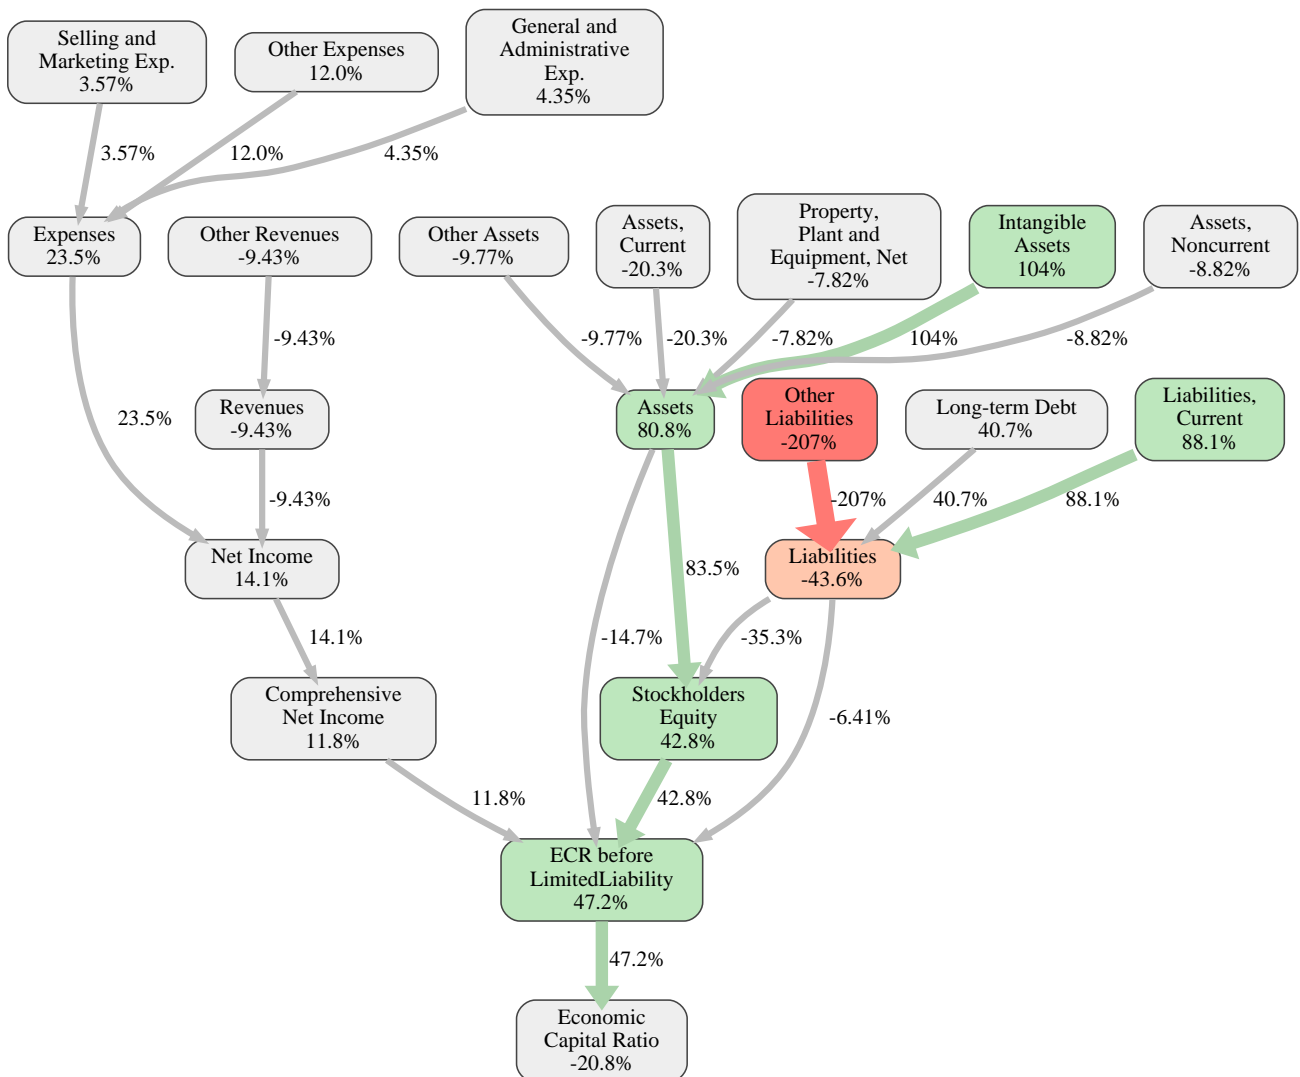 Selling and
Marketing Exp.
3.57%
Other Expenses
12.0%
General and
Administrative
Exp.
4.35%
3.57%
12.0%
4.35%
Expenses
23.5%
Other Revenues
-9.43%
Other Assets
-9.77%
Assets,
Current
-20.3%
Property,
Plant and
Equipment, Net
-7.82%
Intangible
Assets
104%
Assets,
Noncurrent
-8.82%
-9.43%
-9.77%
-20.3%
-7.82%
104%
-8.82%
23.5%
Revenues
-9.43%
Assets
80.8%
Other
Liabilities
-207%
Long-term Debt
40.7%
Liabilities,
Current
88.1%
-9.43%
-207%
40.7%
88.1%
Net Income
14.1%
83.5%
Liabilities
-43.6%
14.1%
-14.7%
-35.3%
-6.41%
Comprehensive
Net Income
11.8%
Stockholders
Equity
42.8%
11.8%
42.8%
ECR before
LimitedLiability
47.2%
47.2%
Economic
Capital Ratio
-20.8%